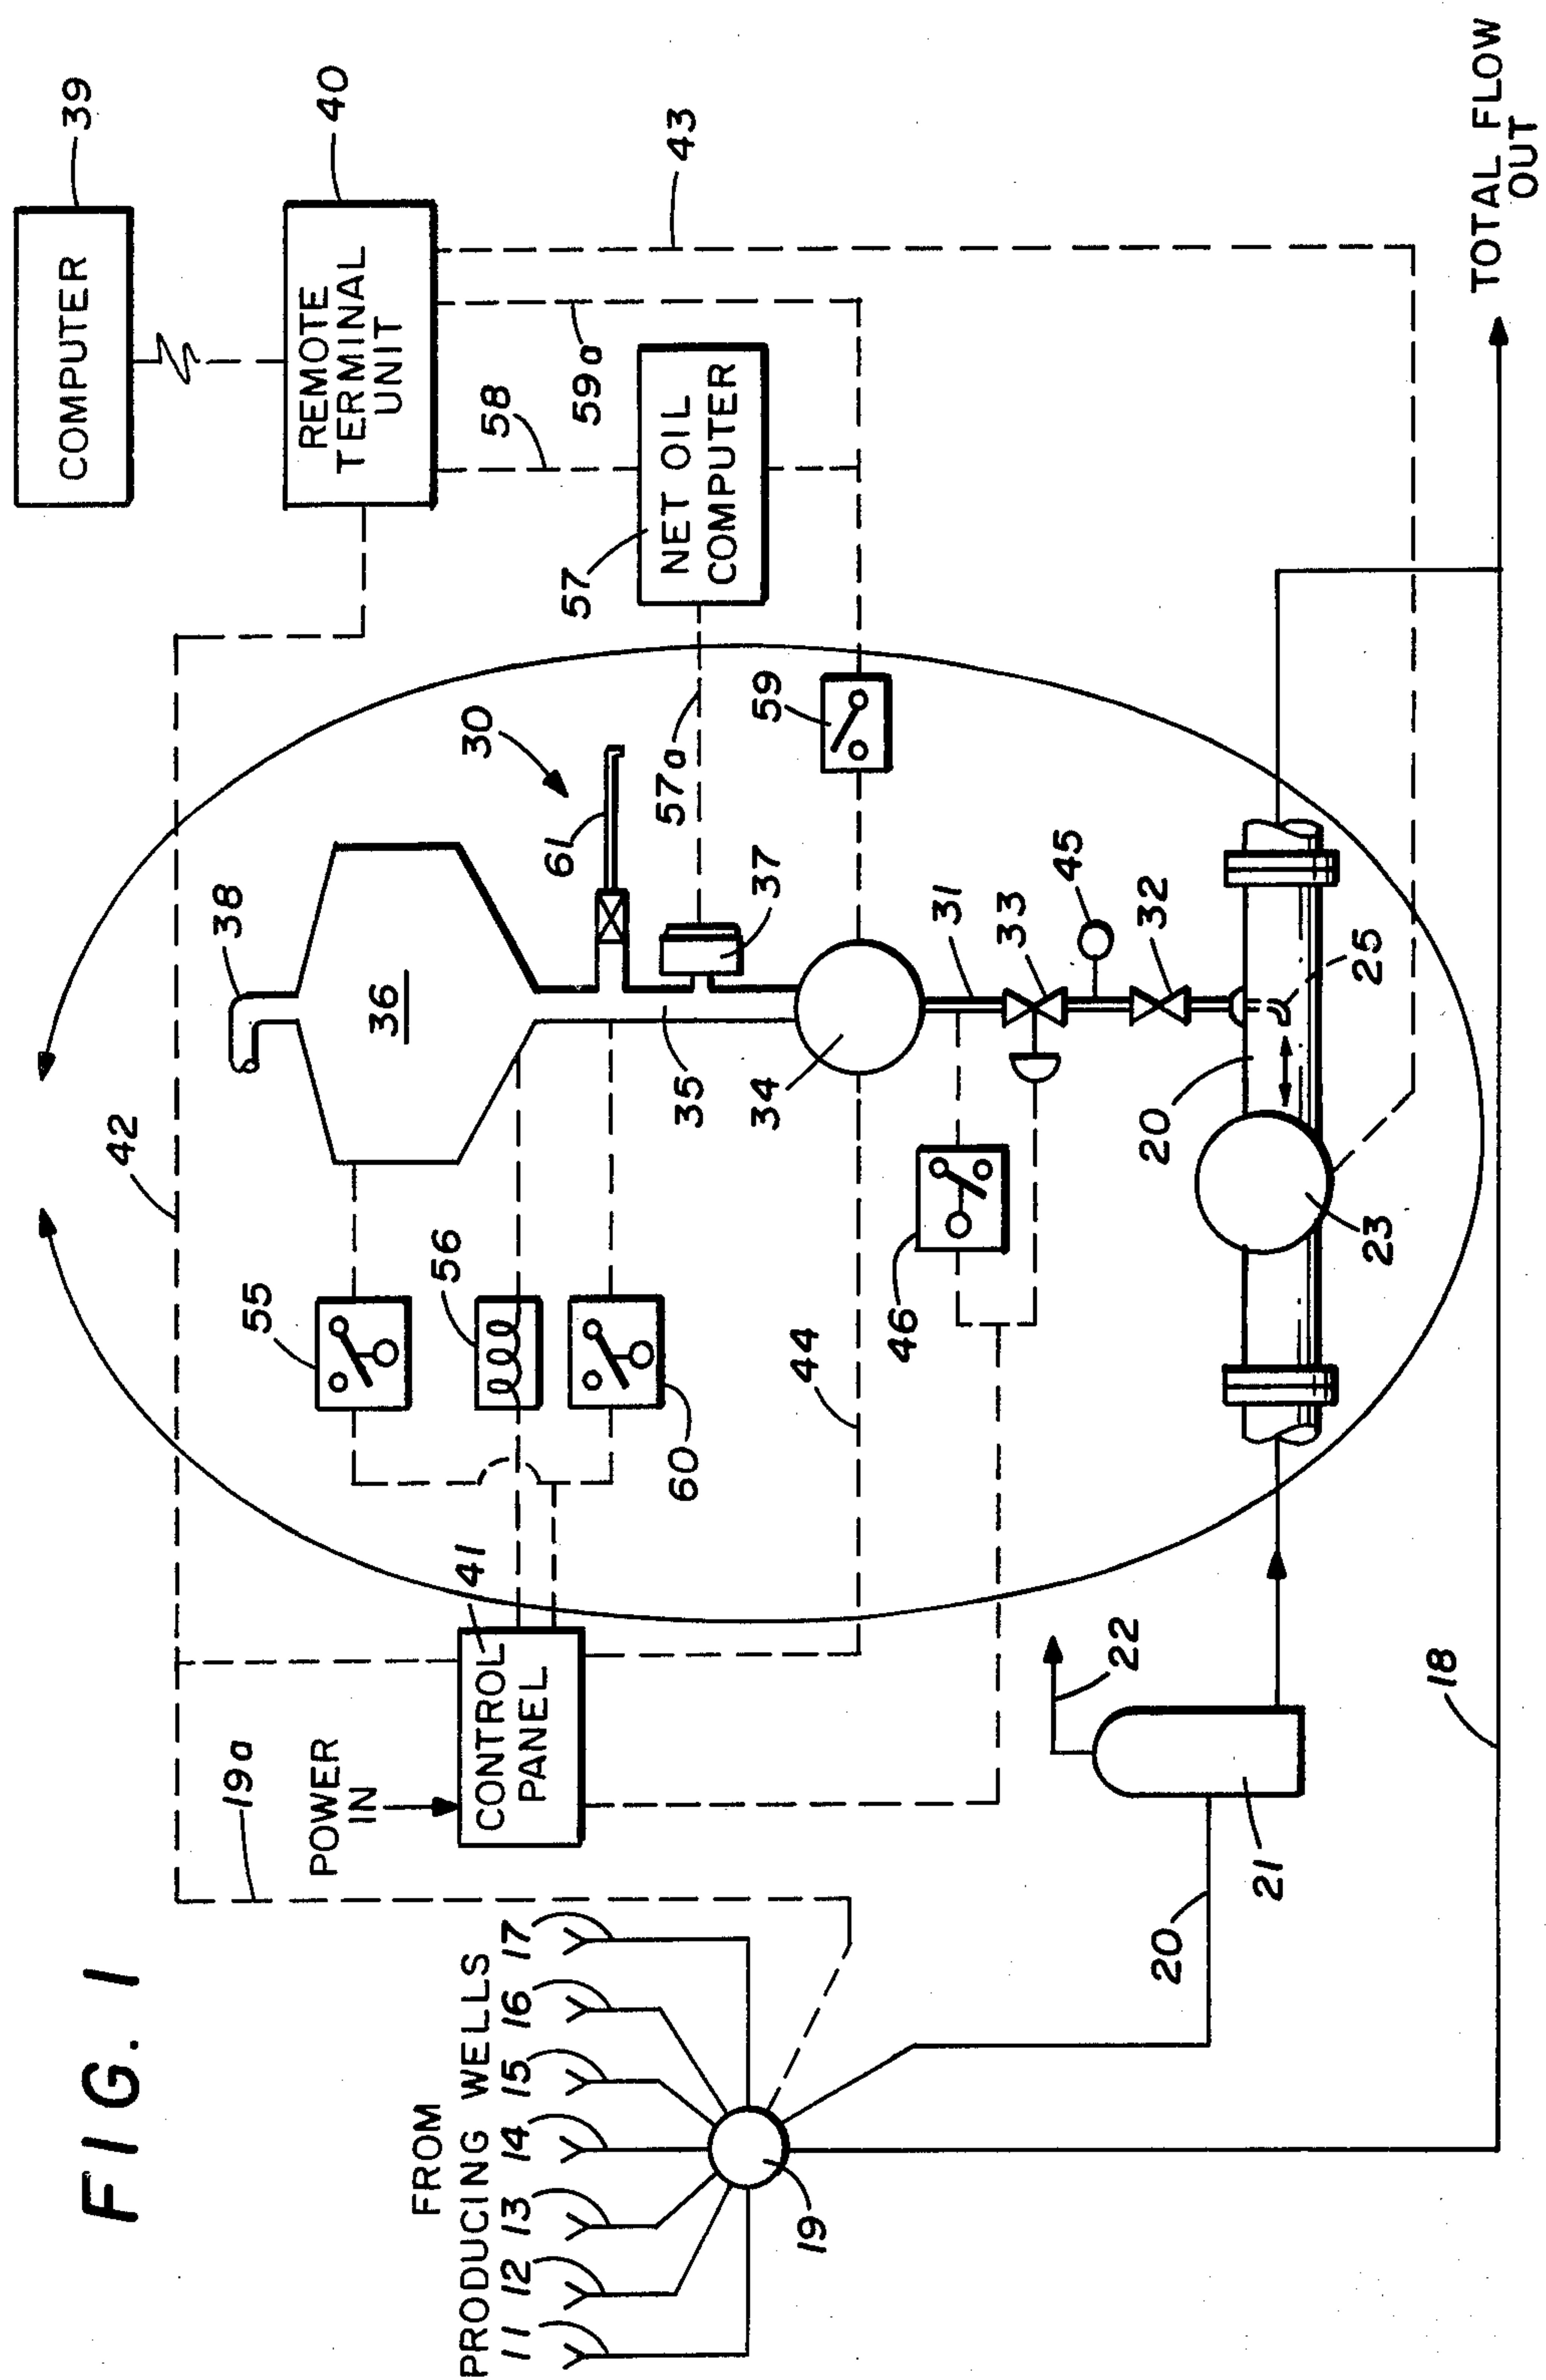 FIG. 1
FROM
PRODUCING WELLS
11 12 13 14 15 16 17
19
19a
POWER
IN
CONTROL
PANEL
41
42
55
56
60
44
46
38
36
35
34
30
61
57a
37
59
31
33
45
32
25
20
23
20
21
22
18
COMPUTER
39
REMOTE
TERMINAL
UNIT
40
43
58
59a
NET OIL
COMPUTER
57
TOTAL FLOW
OUT